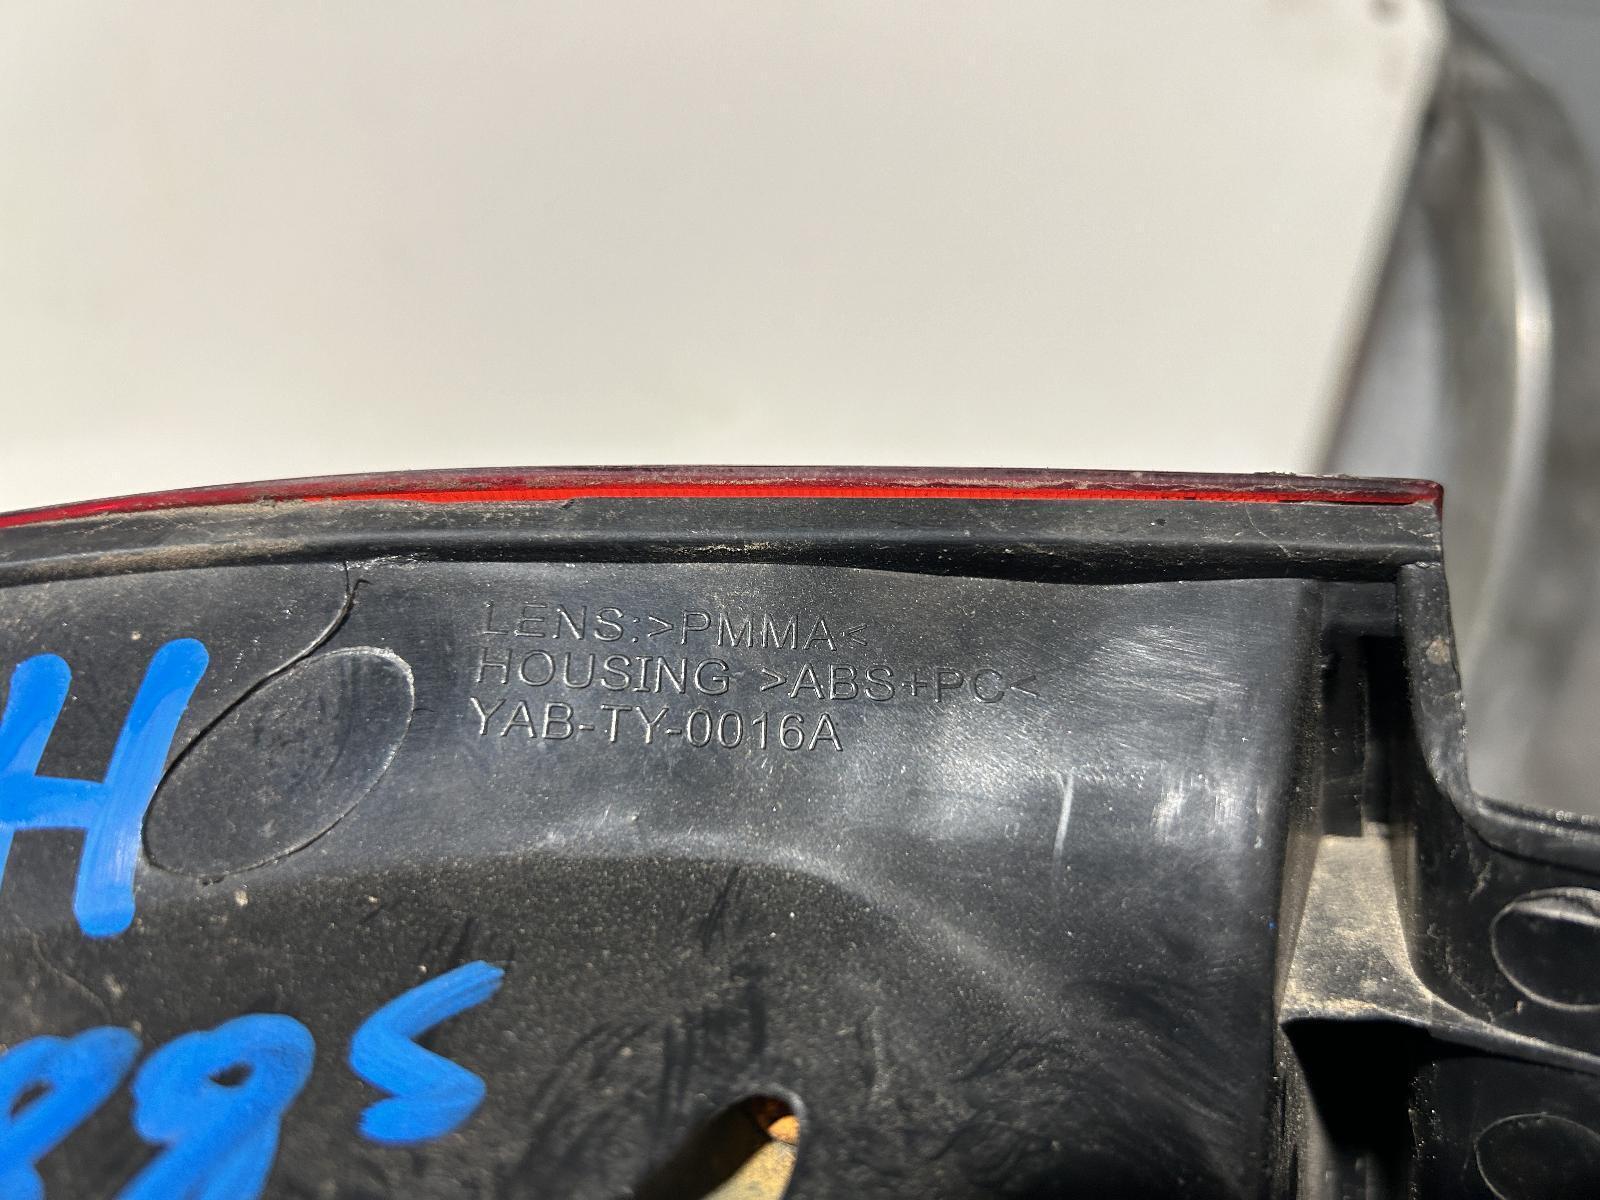 LENS:>PMMA<
HOUSING >ABS+PC<
YAB-TY-0016A
H